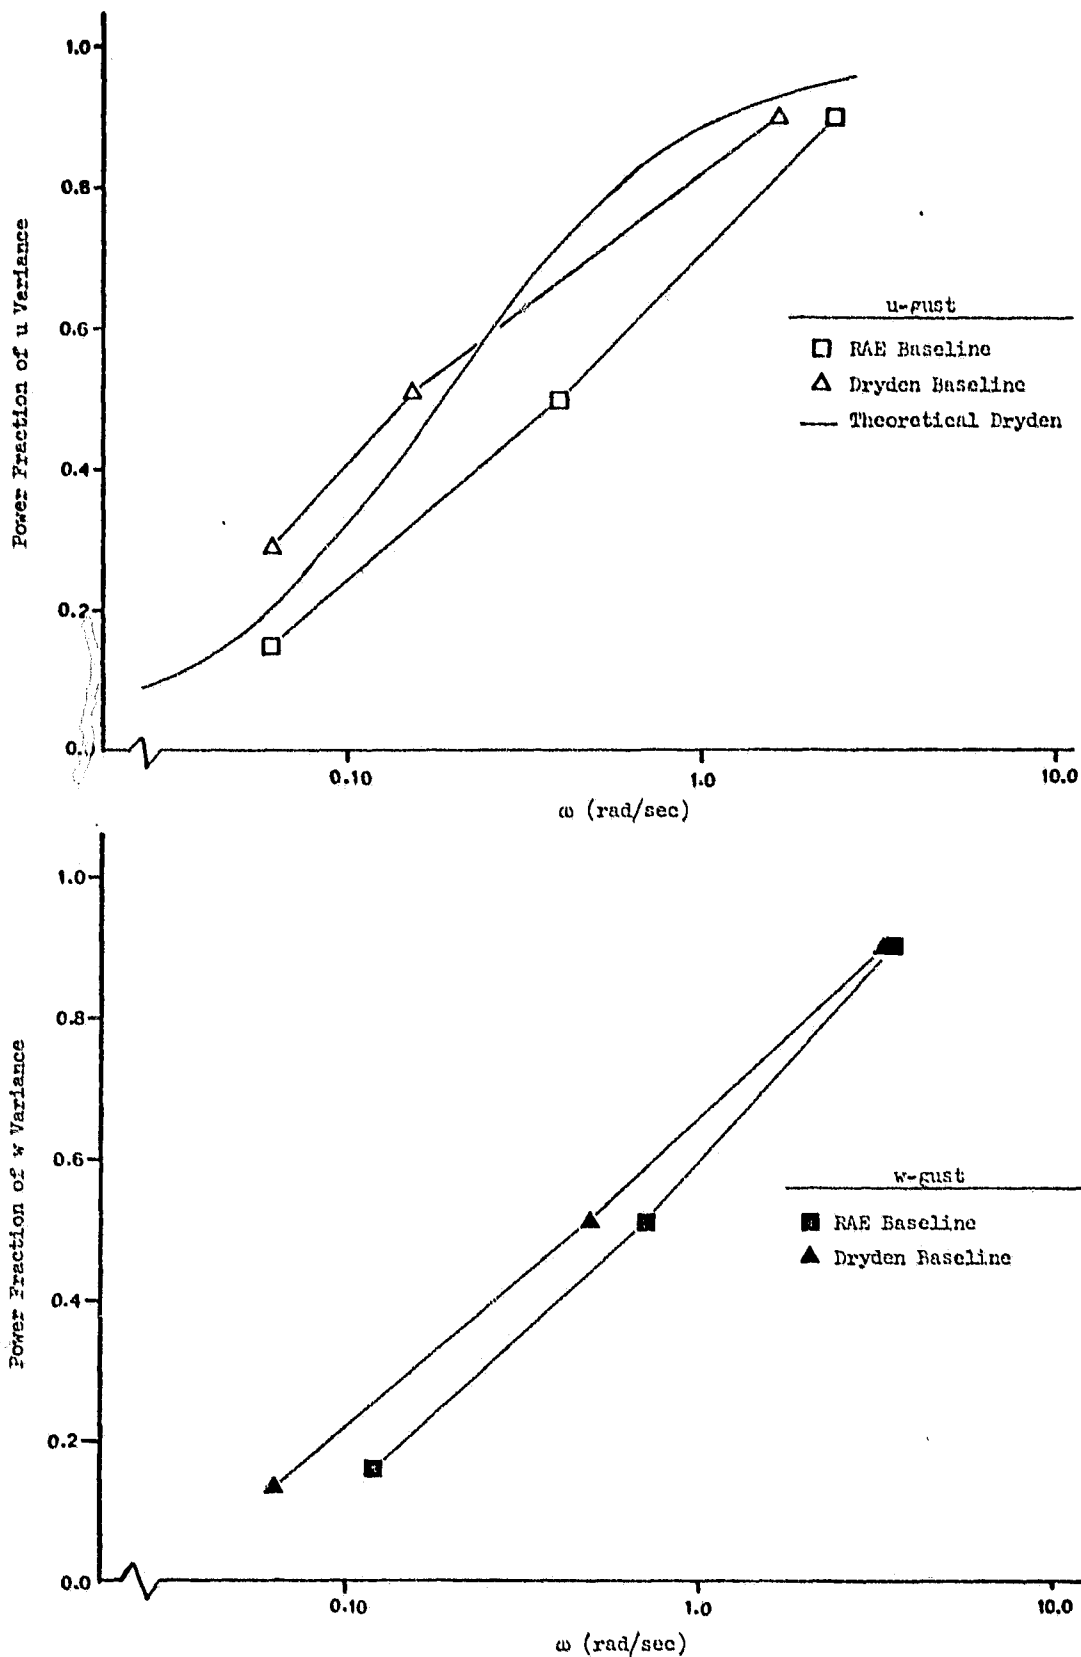 1.0
0.8
0.6
0.4
0.2
0.0
Power Fraction of u Variance
u-gust
RAE Baseline
Dryden Baseline
Theoretical Dryden
0.10
1.0
10.0
ω (rad/sec)
1.0
0.8
0.6
0.4
0.2
0.0
Power Fraction of w Variance
w-gust
RAE Baseline
Dryden Baseline
0.10
1.0
10.0
ω (rad/sec)